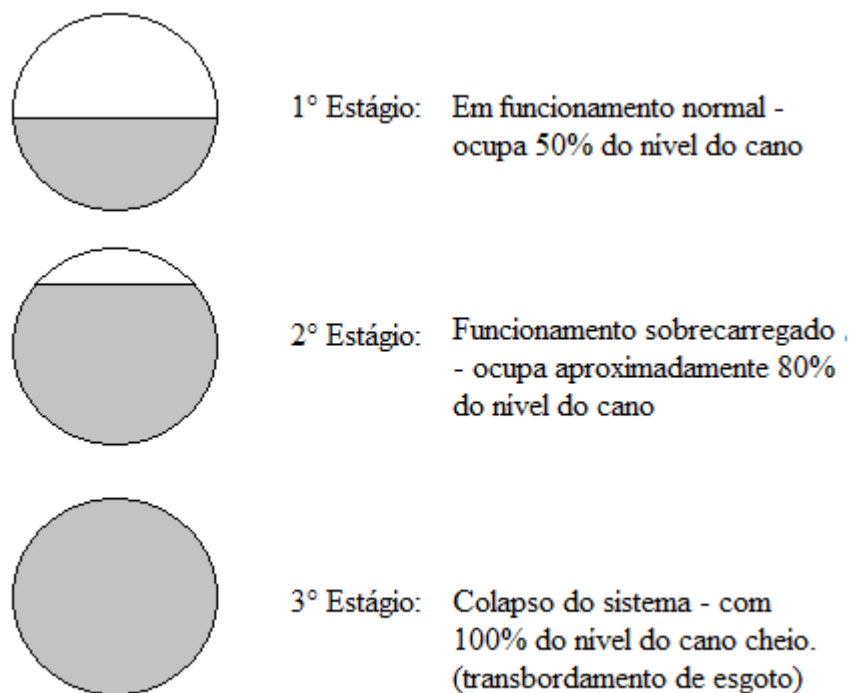 1° Estágio: Em funcionamento normal -
ocupa 50% do nível do cano
2° Estágio: Funcionamento sobrecarregado
- ocupa aproximadamente 80%
do nível do cano
3° Estágio: Colapso do sistema - com
100% do nivel do cano cheio.
(transbordamento de esgoto)